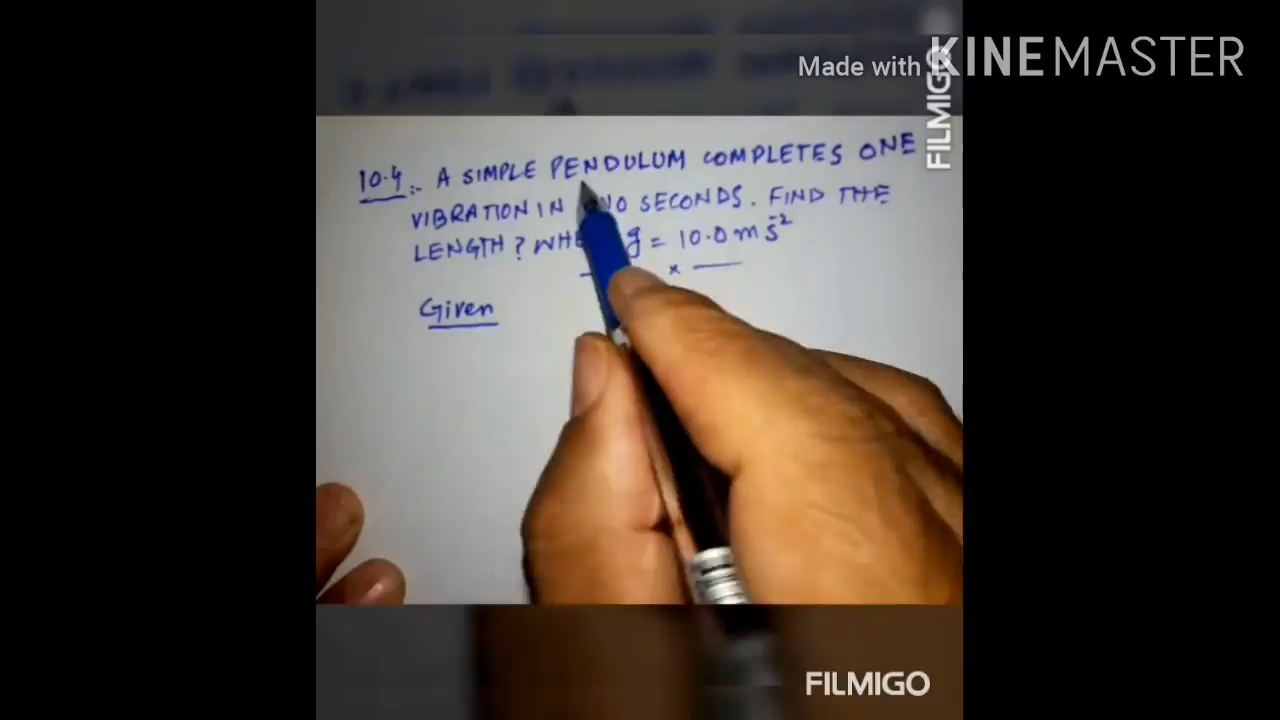 Made with KINEMASTER
FILMIGO
10.4:- A SIMPLE PENDULUM COMPLETES ONE
VIBRATION IN SECONDS. FIND THE
LENGTH? g = 10.0 m s⁻²
Given
FILMIGO